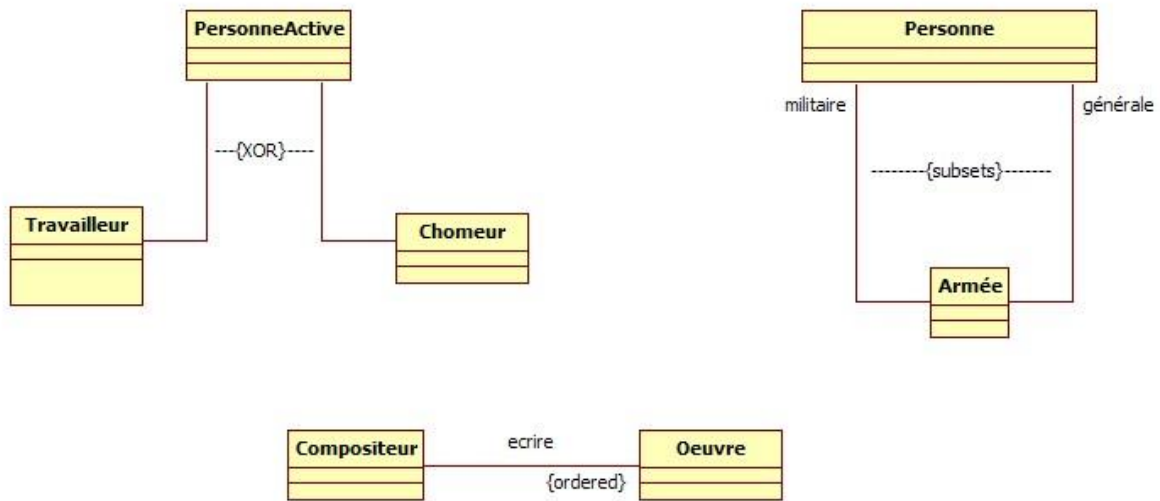 PersonneActive
---{XOR}----
Travailleur
Chomeur
Personne
militaire
générale
--------{subsets}-------
Armée
Compositeur
ecrire
{ordered}
Oeuvre